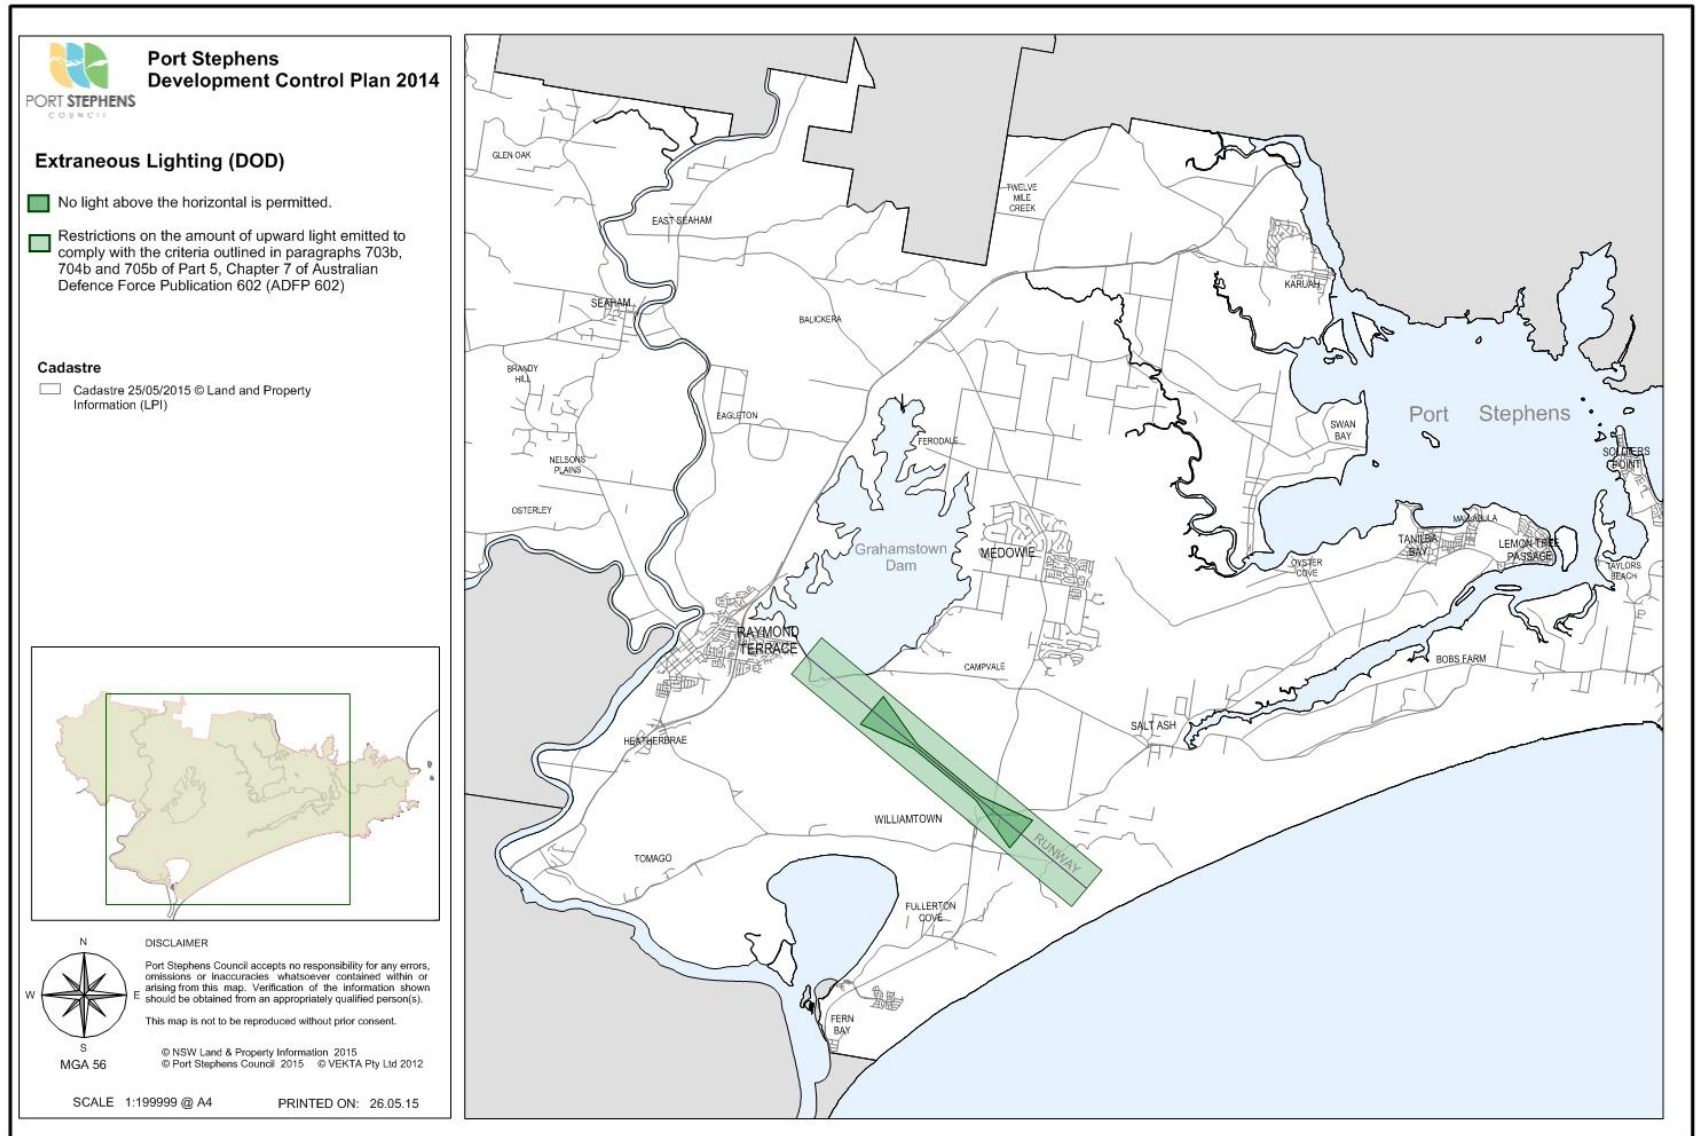 Port Stephens
Development Control Plan 2014
PORT STEPHENS
COUNCIL
Extraneous Lighting (DOD)
No light above the horizontal is permitted.
Restrictions on the amount of upward light emitted to
comply with the criteria outlined in paragraphs 703b,
704b and 705b of Part 5, Chapter 7 of Australian
Defence Force Publication 602 (ADFP 602)
Cadastre
Cadastre 25/05/2015 © Land and Property
Information (LPI)
N
W
E
S
MGA 56
DISCLAIMER
Port Stephens Council accepts no responsibility for any errors,
omissions or inaccuracies whatsoever contained within or
arising from this map. Verification of the information shown
should be obtained from an appropriately qualified person(s).
This map is not to be reproduced without prior consent.
© NSW Land & Property Information 2015
© Port Stephens Council 2015 © VEKTA Pty Ltd 2012
SCALE 1:199999 @ A4
PRINTED ON: 26.05.15
GLEN OAK
TWELVE
MILE
CREEK
EAST SEAHAM
KARUAH
SEAHAM
BALICKERA
BRANDY
HILL
EAGLETON
Port Stephens
SWAN
BAY
FERODALE
SOLDIERS
POINT
NELSONS
PLAINS
OSTERLEY
MALLABULA
TANILBA
BAY
LEMON TREE
PASSAGE
Grahamstown
Dam
MEDOWIE
OYSTER
COVE
TAYLORS
BEACH
RAYMOND
TERRACE
CAMPVALE
BOBS FARM
SALT ASH
HEATHERBRAE
WILLIAMTOWN
RUNWAY
TOMAGO
FULLERTON
COVE
FERN
BAY